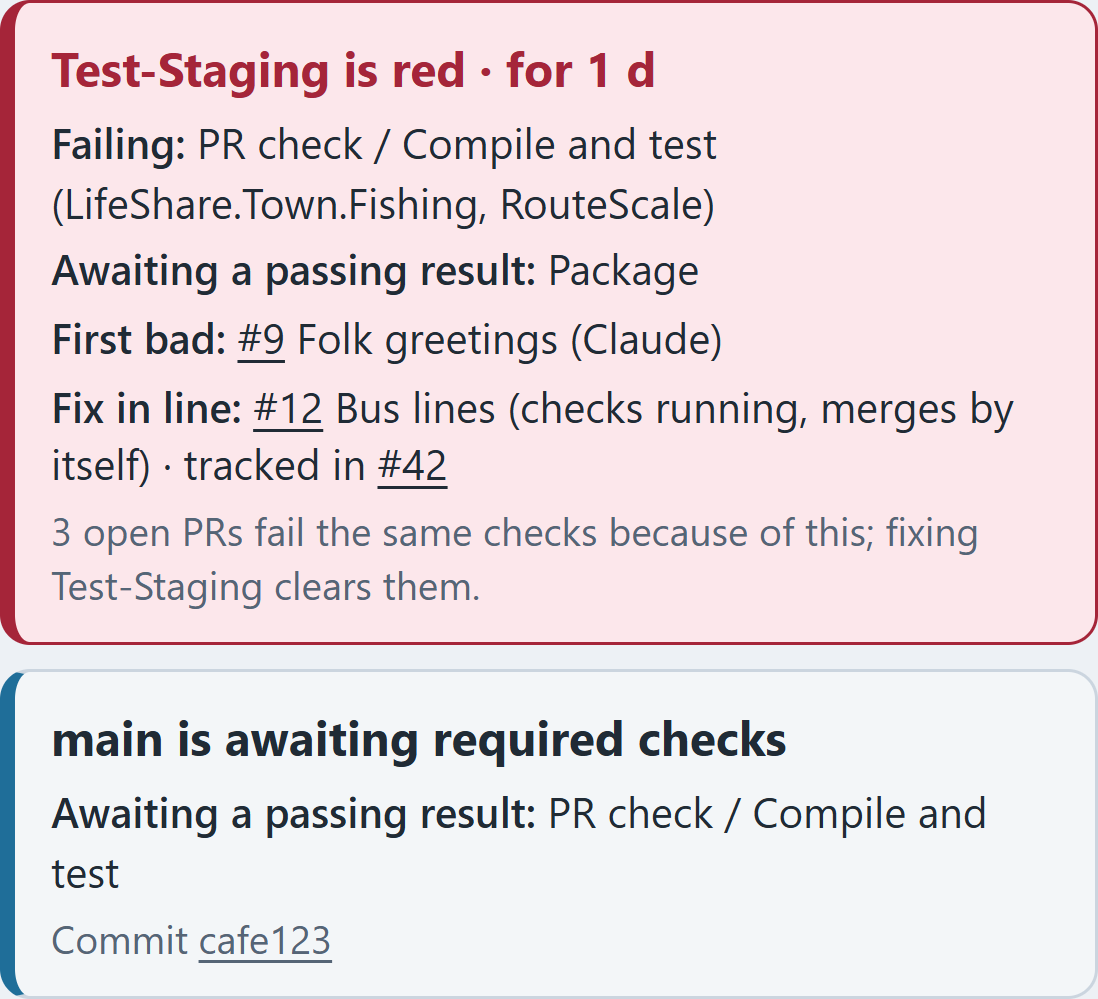 Test-Staging is red · for 1 d
Failing: PR check / Compile and test
(LifeShare.Town.Fishing, RouteScale)
Awaiting a passing result: Package
First bad: #9 Folk greetings (Claude)
Fix in line: #12 Bus lines (checks running, merges by
itself) · tracked in #42
3 open PRs fail the same checks because of this; fixing
Test-Staging clears them.
main is awaiting required checks
Awaiting a passing result: PR check / Compile and
test
Commit cafe123